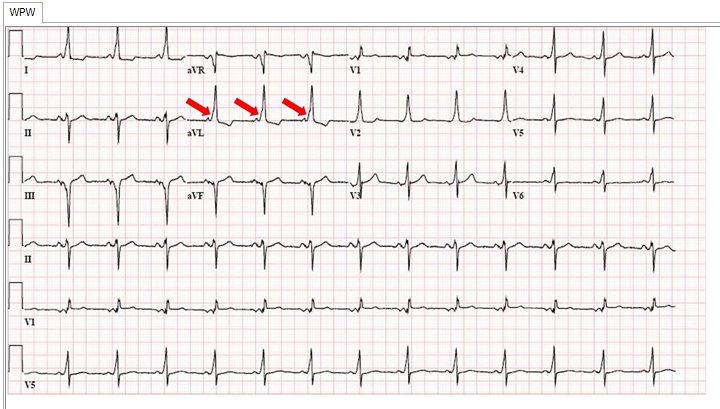 WPW
I aVR V1 V4
II aVL V2 V5
III aVF V3 V6
II
V1
V5